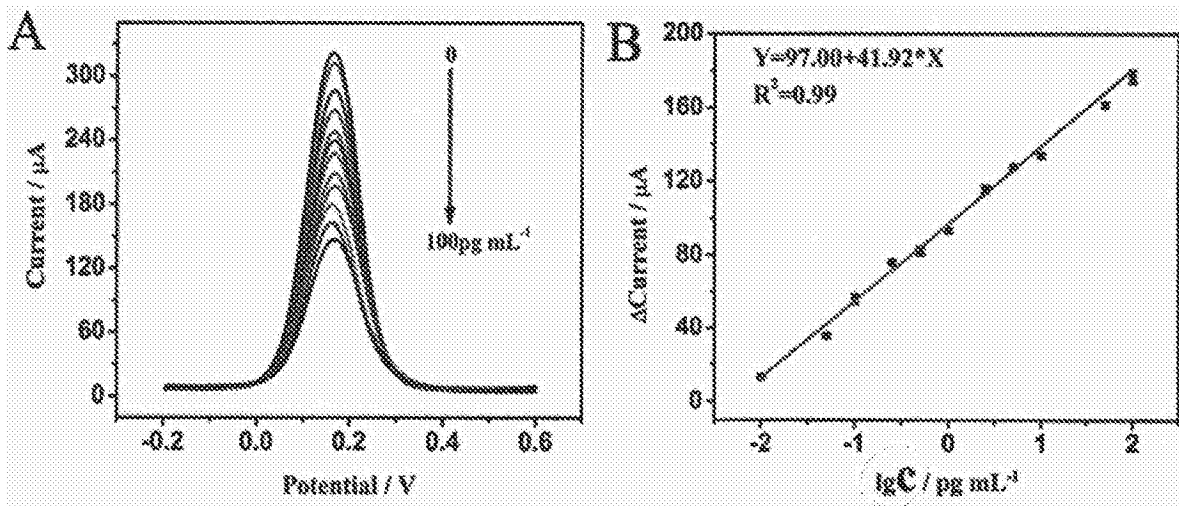 A
300
240
180
120
60
0
Current / μA
0
100pg mL⁻¹
-0.2
0.0
0.2
0.4
0.6
Potential / V
B
200
160
120
80
40
0
ΔCurrent / μA
Y=97.00+41.92*X
R²=0.99
-2
-1
0
1
2
lgC / pg mL⁻¹